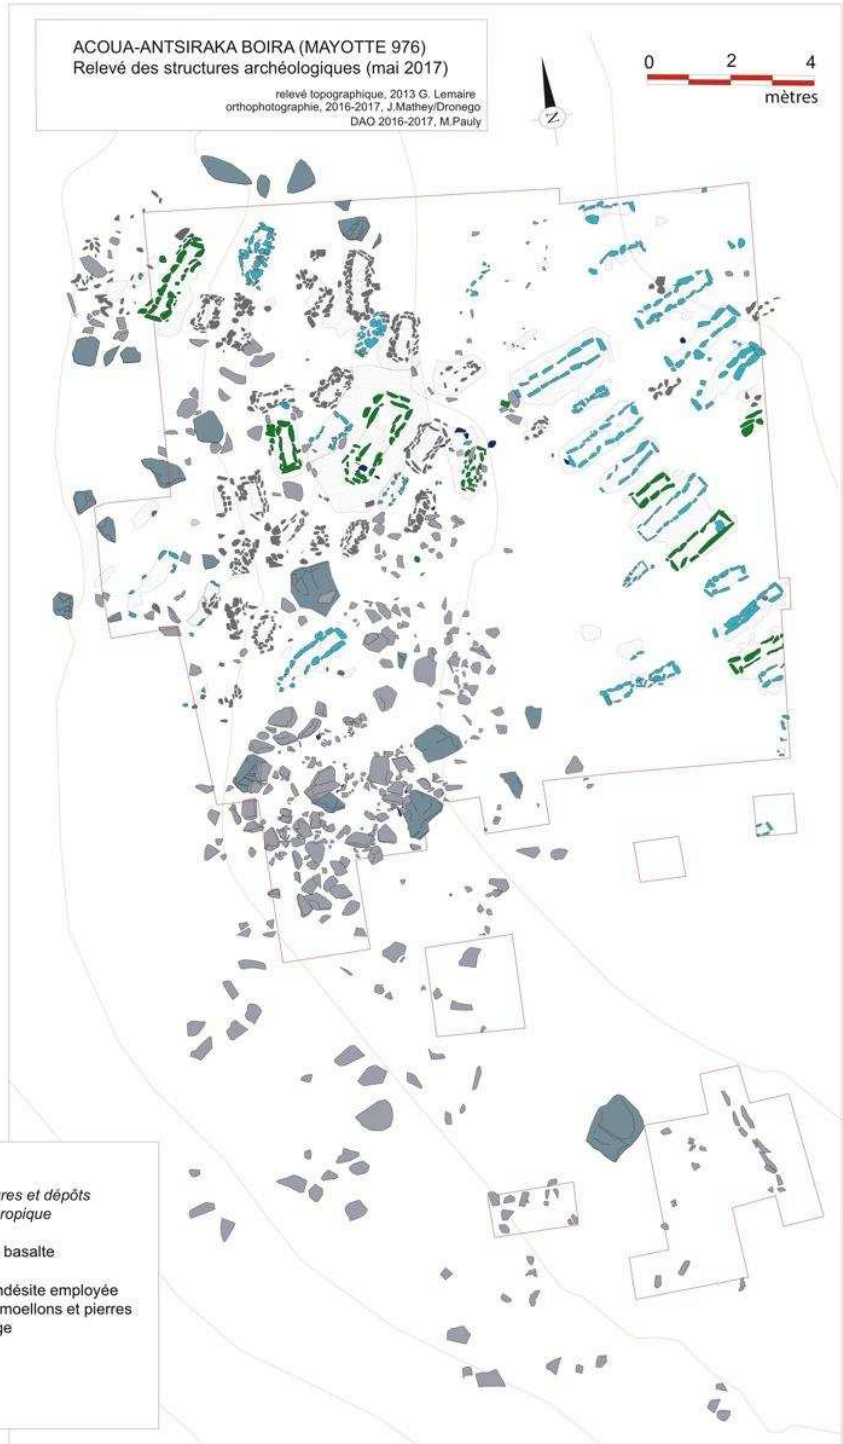 ACOUA-ANTSIRAKA BOIRA (MAYOTTE 976)
Relevé des structures archéologiques (mai 2017)
relevé topographique, 2013 G. Lemaire
orthophotographie, 2016-2017, J.Mathey/Dronego
DAO 2016-2017, M.Pauly
N
0 2 4
mètres
res et dépôts
ropique
basalte
ndésite employée
moellons et pierres
ge